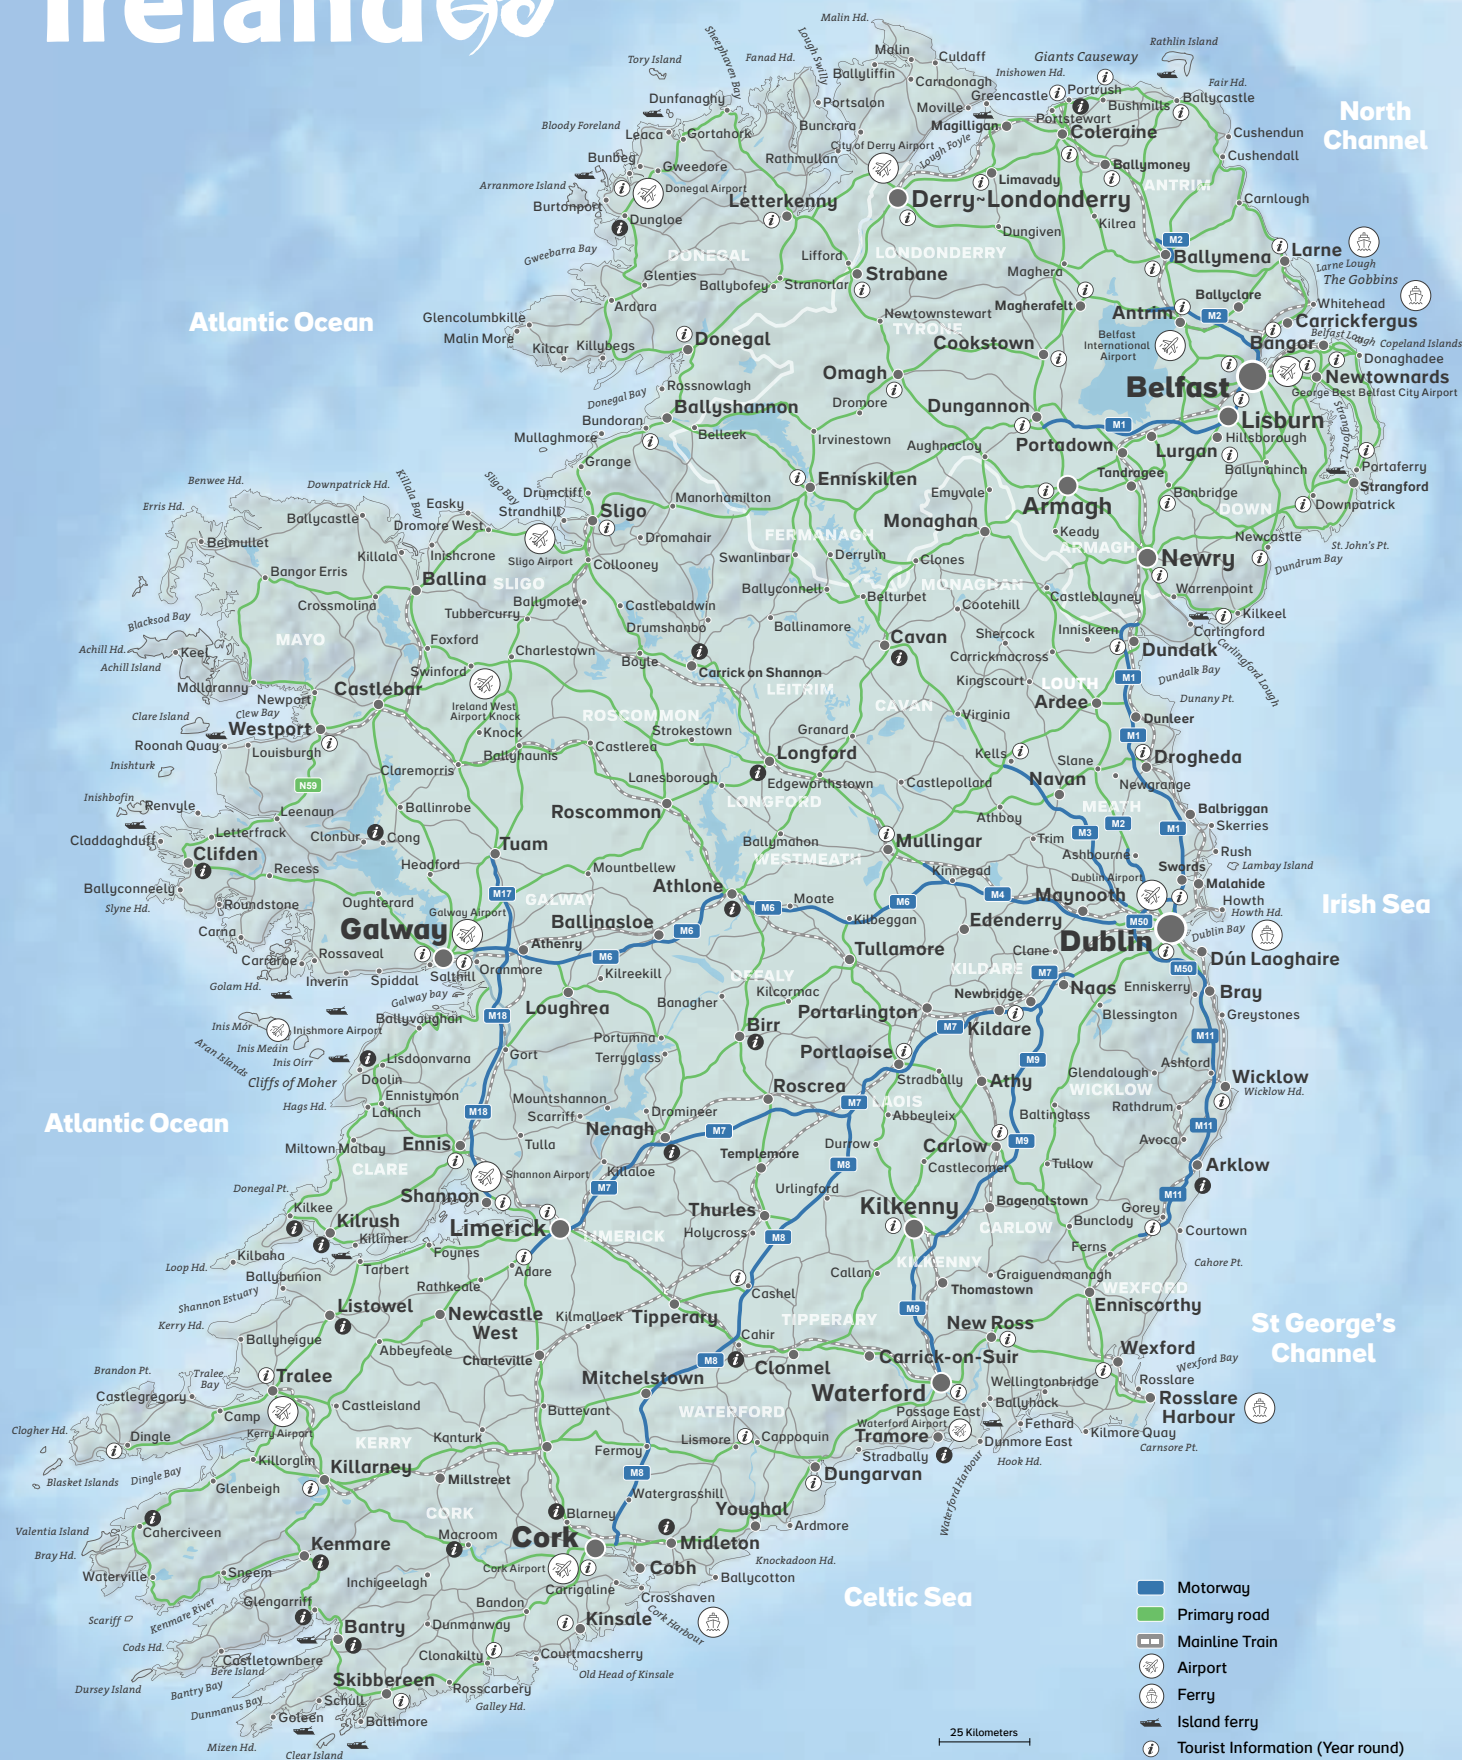 Ireland
Malin Hd.
Rathlin Island
Tory Island
Sheephaven Bay
Fanad Hd.
Lough Swilly
Malin
Culdaff
Giants Causeway
Ballyliffin
Carndonagh
Inishowen Hd.
Fair Hd.
Dunfanaghy
Portsalon
Moville
Greencastle
Portrush
Bushmills
Ballycastle
North
Channel
Bloody Foreland
Leaca
Gortahork
Buncrana
Magilligan
Portstewart
Coleraine
Cushendun
Bunbeg
Gweedore
Rathmullan
City of Derry Airport
Lough Foyle
Cushendall
Arranmore Island
Donegal Airport
Limavady
Ballymoney
ANTRIM
Burtonport
Dungloe
Letterkenny
Derry~Londonderry
Carnlough
Kilrea
Gweebarra Bay
DONEGAL
Lifford
LONDONDERRY
Dungiven
M2
Ballymena
Larne
Larne Lough
The Gobbins
Glenties
Ballybofey
Stranorlar
Strabane
Maghera
Ardara
Newtownstewart
Magherafelt
Ballyclare
Whitehead
Glencolumbkille
Atlantic Ocean
Malin More
Kilcar
Killybegs
Donegal
TYRONE
Cookstown
Antrim
M2
Carrickfergus
Belfast
International
Airport
Bangor
Belfast Lough
Copeland Islands
Donaghadee
Omagh
Belfast
Newtownards
George Best Belfast City Airport
Rossnowlagh
Donegal Bay
Ballyshannon
Dromore
Dungannon
M1
Lisburn
Strangford L.
Bundoran
Mullaghmore
Belleek
Irvinestown
Aughnacloy
Portadown
Lurgan
Hillsborough
Grange
Tandragee
Ballynahinch
Portaferry
Benwee Hd.
Downpatrick Hd.
Killala Bay
Sligo Bay
Drumcliff
Manorhamilton
Enniskillen
Emyvale
Armagh
Banbridge
Strangford
Erris Hd.
Ballycastle
Easky
Strandhill
Sligo
Monaghan
DOWN
Downpatrick
Dromore West
Dromahair
FERMANAGH
Keady
Newcastle
Belmullet
Killala
Inishcrone
Sligo Airport
Collooney
Swanlinbar
Derrylin
Clones
ARMAGH
Newry
St. John's Pt.
Dundrum Bay
Bangor Erris
Ballina
SLIGO
Ballyconnell
Belturbet
MONAGHAN
Castleblayney
Warrenpoint
Crossmolina
Tubbercurry
Ballymote
Castlebaldwin
Cootehill
Kilkeel
Blacksod Bay
MAYO
Foxford
Drumshanbo
Ballinamore
Cavan
Shercock
Inniskeen
Carlingford
Carlingford Lough
Achill Hd.
Keel
Achill Island
Charlestown
Boyle
Carrick on Shannon
Carrickmacross
Dundalk
Dundalk Bay
Mallaranny
Swinford
LEITRIM
Kingscourt
LOUTH
M1
Newport
Castlebar
Ireland West
Airport Knock
ROSCOMMON
CAVAN
Ardee
Dunany Pt.
Clew Bay
Clare Island
Westport
Knock
Strokestown
Granard
Virginia
Dunleer
Roonah Quay
Louisburgh
Ballyhaunis
Castlerea
Longford
Kells
M1
Inishturk
Claremorris
Lanesborough
Edgeworthstown
Castlepollard
Slane
Drogheda
N59
Navan
Newgrange
Inishbofin
Renvyle
Leenaun
Ballinrobe
Roscommon
LONGFORD
MEATH
Balbriggan
Claddaghduff
Letterfrack
Clonbur
Cong
Tuam
Ballymahon
Mullingar
Athboy
Trim
M3
M2
M1
Skerries
Clifden
Headford
Mountbellew
WESTMEATH
Ashbourne
Rush
Lambay Island
Recess
Kinnegad
Swords
Ballyconneely
Slyne Hd.
Roundstone
Oughterard
M17
GALWAY
Athlone
M6
Moate
M6
M4
Dublin Airport
Maynooth
Malahide
Howth
Howth Hd.
Irish Sea
Galway Airport
Ballinasloe
Kilbeggan
Edenderry
M50
Dublin
Dublin Bay
Carna
Galway
Athenry
M6
Tullamore
Clane
Dún Laoghaire
Carraroe
Rossaveal
Salthill
Oranmore
M6
Kilreekill
OFFALY
KILDARE
M7
M50
Golam Hd.
Inverin
Spiddal
Galway bay
Loughrea
Banagher
Kilcormac
Newbridge
Naas
Enniskerry
Bray
Inis Mór
Inishmore Airport
Ballyvaughan
M18
Birr
Portarlington
M7
Kildare
Blessington
Greystones
Aran Islands
Inis Meáin
Inis Oirr
Lisdoonvarna
Gort
Portumna
Terryglass
Portlaoise
M9
M11
Cliffs of Moher
Doolin
Stradbally
Athy
Glendalough
Ashford
Wicklow
Ennistymon
Mountshannon
Roscrea
WICKLOW
Wicklow Hd.
Hags Hd.
Lahinch
M18
Scarriff
Dromineer
M7
LAOIS
Abbeyleix
Baltinglass
Rathdrum
Atlantic Ocean
Nenagh
M7
M11
Miltown Malbay
Ennis
Tulla
Templemore
Durrow
Carlow
M9
Avoca
CLARE
Shannon Airport
Killaloe
M8
Castlecomer
Tullow
Arklow
Donegal Pt.
Shannon
M7
Urlingford
Bagenalstown
M11
Kilkee
Kilrush
Limerick
LIMERICK
Thurles
Kilkenny
CARLOW
Gorey
Killimer
Holycross
M8
Bunclody
Courtown
Kilbaha
Loop Hd.
Foynes
Ferns
Ballybunion
Tarbert
Adare
KILKENNY
Cahore Pt.
Shannon Estuary
Rathkeale
Callan
Graiguenamanagh
Cashel
Thomastown
WEXFORD
Kerry Hd.
Listowel
Newcastle
West
Kilmallock
Tipperary
TIPPERARY
M9
Enniscorthy
Ballyheigue
Abbeyfeale
Cahir
New Ross
St George's
Channel
Charleville
M8
Clonmel
Carrick-on-Suir
Wexford
Wexford Bay
Brandon Pt.
Tralee
Bay
Tralee
Mitchelstown
Waterford
Wellingtonbridge
Rosslare
Castlegregory
Rosslare
Harbour
Camp
Castleisland
Buttevant
WATERFORD
Passage East
Ballyhack
Clogher Hd.
Dingle
Kerry Airport
Waterford Airport
Fethard
Kilmore Quay
KERRY
Kanturk
Lismore
Cappoquin
Tramore
Dunmore East
Carnsore Pt.
Fermoy
Stradbally
Hook Hd.
Blasket Islands
Dingle Bay
Killorglin
Killarney
Dungarvan
Glenbeigh
Millstreet
M8
Waterford Harbour
Watergrasshill
Valentia Island
Caherciveen
CORK
Blarney
Youghal
Ardmore
Bray Hd.
Kenmare
Macroom
Cork
Midleton
Knockadoon Hd.
Waterville
Sneem
Inchigeelagh
Cork Airport
Cobh
Ballycotton
Carrigaline
Celtic Sea
Scariff
Kenmare River
Glengarriff
Bandon
Crosshaven
Cork Harbour
Cods Hd.
Bantry
Dunmanway
Kinsale
Castletownbere
Bere Island
Clonakilty
Courtmacsherry
Dursey Island
Bantry Bay
Skibbereen
Old Head of Kinsale
Dunmanus Bay
Schull
Rosscarbery
Galley Hd.
Goleen
Baltimore
Mizen Hd.
Clear Island
25 Kilometers
Motorway
Primary road
Mainline Train
Airport
Ferry
Island ferry
Tourist Information (Year round)